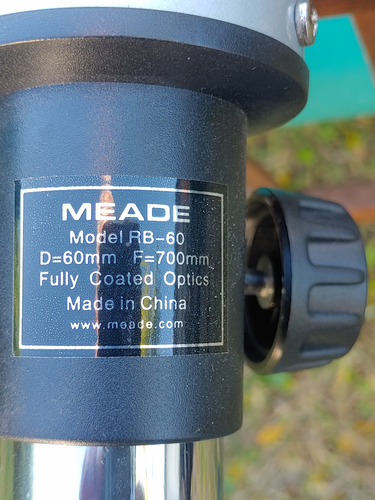 MEADE
Model RB-60
D=60mm F=700mm
Fully Coated Optics
Made in China
www.meade.com